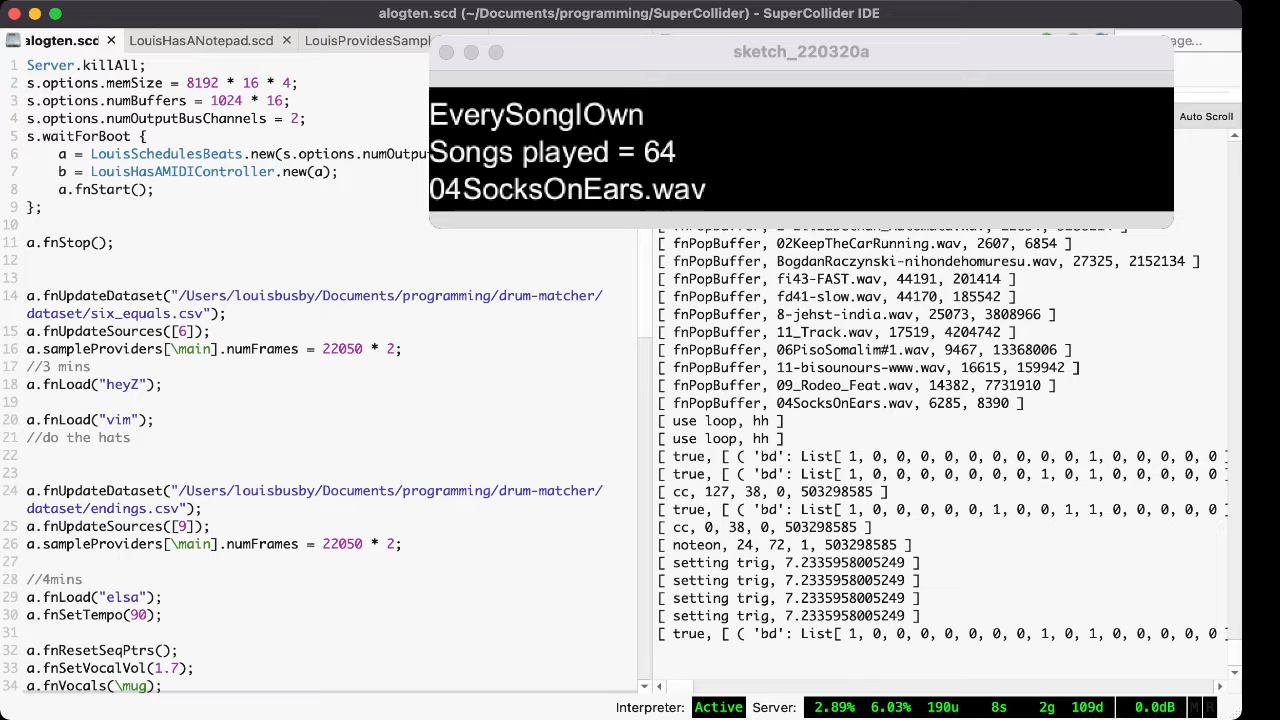 alogten.scd (~/Documents/programming/SuperCollider) - SuperCollider IDE
alogten.scd × LouisHasANotepad.scd × LouisProvidesSampl
age...
sketch_220320a
EverySongIOwn
Songs played = 64
04SocksOnEars.wav
Auto Scroll
1 Server.killAll;
2 s.options.memSize = 8192 * 16 * 4;
3 s.options.numBuffers = 1024 * 16;
4 s.options.numOutputBusChannels = 2;
5 s.waitForBoot {
6 a = LouisSchedulesBeats.new(s.options.numOutpu
7 b = LouisHasAMIDIController.new(a);
8 a.fnStart();
9 };
10
11 a.fnStop();
12
13
14 a.fnUpdateDataset("/Users/louisbusby/Documents/programming/drum-matcher/
dataset/six_equals.csv");
15 a.fnUpdateSources([6]);
16 a.sampleProviders[\main].numFrames = 22050 * 2;
17 //3 mins
18 a.fnLoad("heyZ");
19
20 a.fnLoad("vim");
21 //do the hats
22
23
24 a.fnUpdateDataset("/Users/louisbusby/Documents/programming/drum-matcher/
dataset/endings.csv");
25 a.fnUpdateSources([9]);
26 a.sampleProviders[\main].numFrames = 22050 * 2;
27
28 //4mins
29 a.fnLoad("elsa");
30 a.fnSetTempo(90);
31
32 a.fnResetSeqPtrs();
33 a.fnSetVocalVol(1.7);
34 a.fnVocals(\mug);
[ fnPopBuffer, 02KeepTheCarRunning.wav, 2607, 6854 ]
[ fnPopBuffer, BogdanRaczynski-nihondehomuresu.wav, 27325, 2152134 ]
[ fnPopBuffer, fi43-FAST.wav, 44191, 201414 ]
[ fnPopBuffer, fd41-slow.wav, 44170, 185542 ]
[ fnPopBuffer, 8-jehst-india.wav, 25073, 3808966 ]
[ fnPopBuffer, 11_Track.wav, 17519, 4204742 ]
[ fnPopBuffer, 06PisoSomalim#1.wav, 9467, 13368006 ]
[ fnPopBuffer, 11-bisounours-www.wav, 16615, 159942 ]
[ fnPopBuffer, 09_Rodeo_Feat.wav, 14382, 7731910 ]
[ fnPopBuffer, 04SocksOnEars.wav, 6285, 8390 ]
[ use loop, hh ]
[ use loop, hh ]
[ true, [ ( 'bd': List[ 1, 0, 0, 0, 0, 0, 0, 0, 0, 0, 1, 0, 0, 0, 0, 0 ]
[ true, [ ( 'bd': List[ 1, 0, 0, 0, 0, 0, 0, 0, 1, 0, 1, 0, 0, 0, 0, 0
[ cc, 127, 38, 0, 503298585 ]
[ true, [ ( 'bd': List[ 1, 0, 0, 0, 0, 0, 1, 0, 0, 1, 1, 0, 0, 0, 0, 0
[ cc, 0, 38, 0, 503298585 ]
[ noteon, 24, 72, 1, 503298585 ]
[ setting trig, 7.2335958005249 ]
[ setting trig, 7.2335958005249 ]
[ setting trig, 7.2335958005249 ]
[ setting trig, 7.2335958005249 ]
[ true, [ ( 'bd': List[ 1, 0, 0, 0, 0, 0, 0, 0, 1, 0, 1, 0, 0, 0, 0, 0 ]
Interpreter: Active Server: 2.89% 6.03% 190u 8s 2g 109d 0.0dB M R